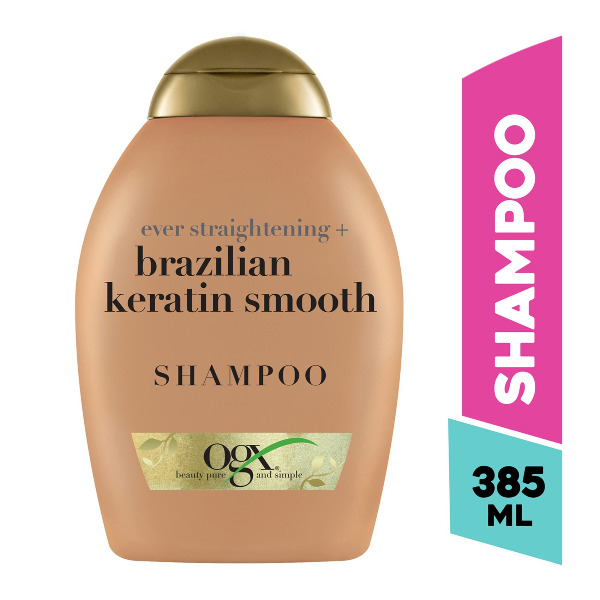 ever straightening +
brazilian
keratin smooth
SHAMPOO
ogx®
beauty pure and simple
SHAMPOO
385
ML